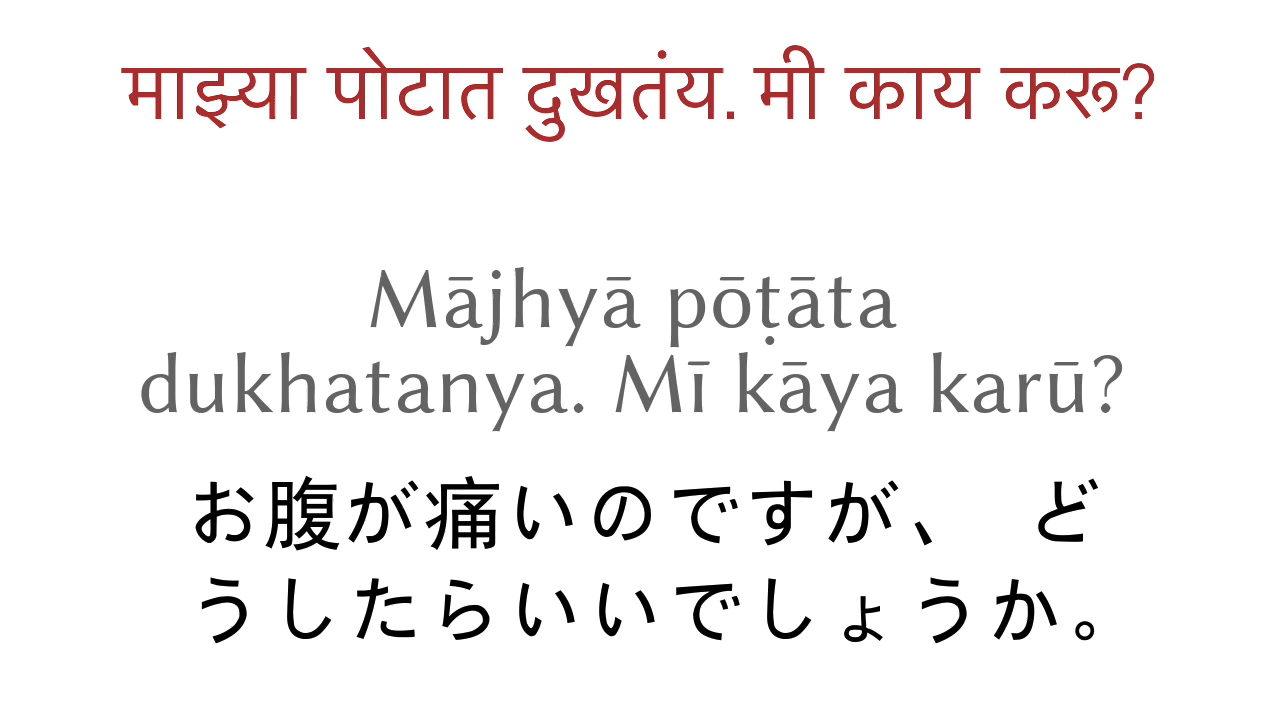 माझ्या पोटात दुखतंय. मी काय करू?
Mājhyā pōṭāta
dukhatanya. Mī kāya karū?
お腹が痛いのですが、 ど
うしたらいいでしょうか。